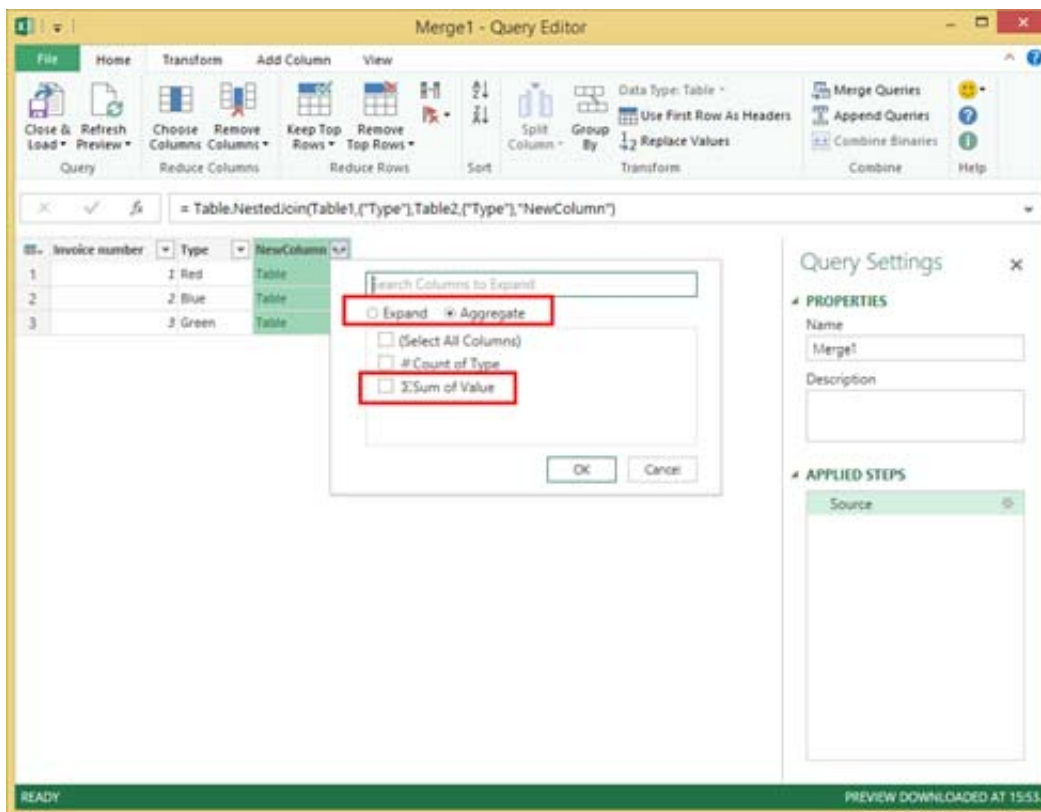 Merge1 - Query Editor
File Home Transform Add Column View
Close & Load Refresh Preview Choose Columns Remove Columns Keep Top Rows Remove Top Rows Split Column Group By Data Type: Table
Use First Row As Headers
Replace Values
Merge Queries
Append Queries
Combine Binaries
Query Reduce Columns Reduce Rows Sort Transform Combine Help
fx = Table.NestedJoin(Table1,{"Type"},Table2,{"Type"},"NewColumn")
Invoice number Type NewColumn
1 1 Red Table
2 2 Blue Table
3 3 Green Table
Search Columns to Expand
Expand Aggregate
(Select All Columns)
# Count of Type
ΣSum of Value
OK Cancel
Query Settings
PROPERTIES
Name
Merge1
Description
APPLIED STEPS
Source
READY PREVIEW DOWNLOADED AT 15:53